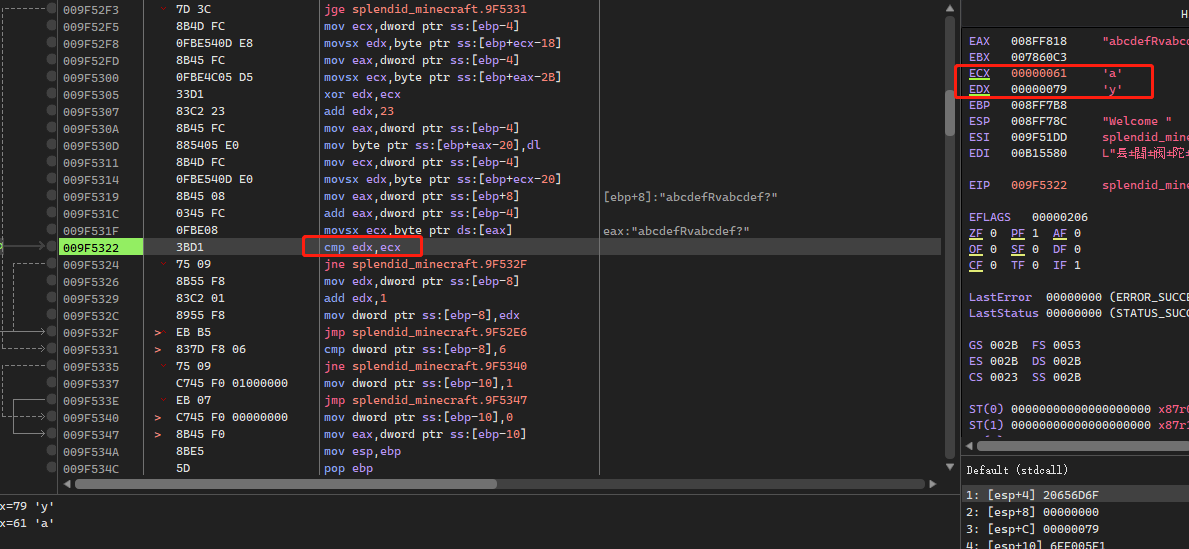 009F52F3 7D 3C jge splendid_minecraft.9F5331
009F52F5 8B4D FC mov ecx,dword ptr ss:[ebp-4]
009F52F8 0FBE540D E8 movsx edx,byte ptr ss:[ebp+ecx-18]
009F52FD 8B45 FC mov eax,dword ptr ss:[ebp-4]
009F5300 0FBE4C05 D5 movsx ecx,byte ptr ss:[ebp+eax-2B]
009F5305 33D1 xor edx,ecx
009F5307 83C2 23 add edx,23
009F530A 8B45 FC mov eax,dword ptr ss:[ebp-4]
009F530D 885405 E0 mov byte ptr ss:[ebp+eax-20],dl
009F5311 8B4D FC mov ecx,dword ptr ss:[ebp-4]
009F5314 0FBE540D E0 movsx edx,byte ptr ss:[ebp+ecx-20]
009F5319 8B45 08 mov eax,dword ptr ss:[ebp+8] [ebp+8]:"abcdefRvabcdef?"
009F531C 0345 FC add eax,dword ptr ss:[ebp-4]
009F531F 0FBE08 movsx ecx,byte ptr ds:[eax] eax:"abcdefRvabcdef?"
009F5322 3BD1 cmp edx,ecx
009F5324 75 09 jne splendid_minecraft.9F532F
009F5326 8B55 F8 mov edx,dword ptr ss:[ebp-8]
009F5329 83C2 01 add edx,1
009F532C 8955 F8 mov dword ptr ss:[ebp-8],edx
009F532F > EB B5 jmp splendid_minecraft.9F52E6
009F5331 > 837D F8 06 cmp dword ptr ss:[ebp-8],6
009F5335 75 09 jne splendid_minecraft.9F5340
009F5337 C745 F0 01000000 mov dword ptr ss:[ebp-10],1
009F533E EB 07 jmp splendid_minecraft.9F5347
009F5340 > C745 F0 00000000 mov dword ptr ss:[ebp-10],0
009F5347 > 8B45 F0 mov eax,dword ptr ss:[ebp-10]
009F534A 8BE5 mov esp,ebp
009F534C 5D pop ebp
x=79 'y'
x=61 'a'
H
EAX 008FF818 "abcdefRvabcd
EBX 007860C3
ECX 00000061 'a'
EDX 00000079 'y'
EBP 008FF7B8
ESP 008FF78C "Welcome "
ESI 009F51DD splendid_mine
EDI 00B15580 L"
EIP 009F5322 splendid_mine
EFLAGS 00000206
ZF 0 PF 1 AF 0
OF 0 SF 0 DF 0
CF 0 TF 0 IF 1
LastError 00000000 (ERROR_SUCCE
LastStatus 00000000 (STATUS_SUCC
GS 002B FS 0053
ES 002B DS 002B
CS 0023 SS 002B
ST(0) 00000000000000000000 x87r
ST(1) 00000000000000000000 x87r
Default (stdcall)
1: [esp+4] 20656D6F
2: [esp+8] 00000000
3: [esp+C] 00000079
4: [esp+10] 6FF005F1